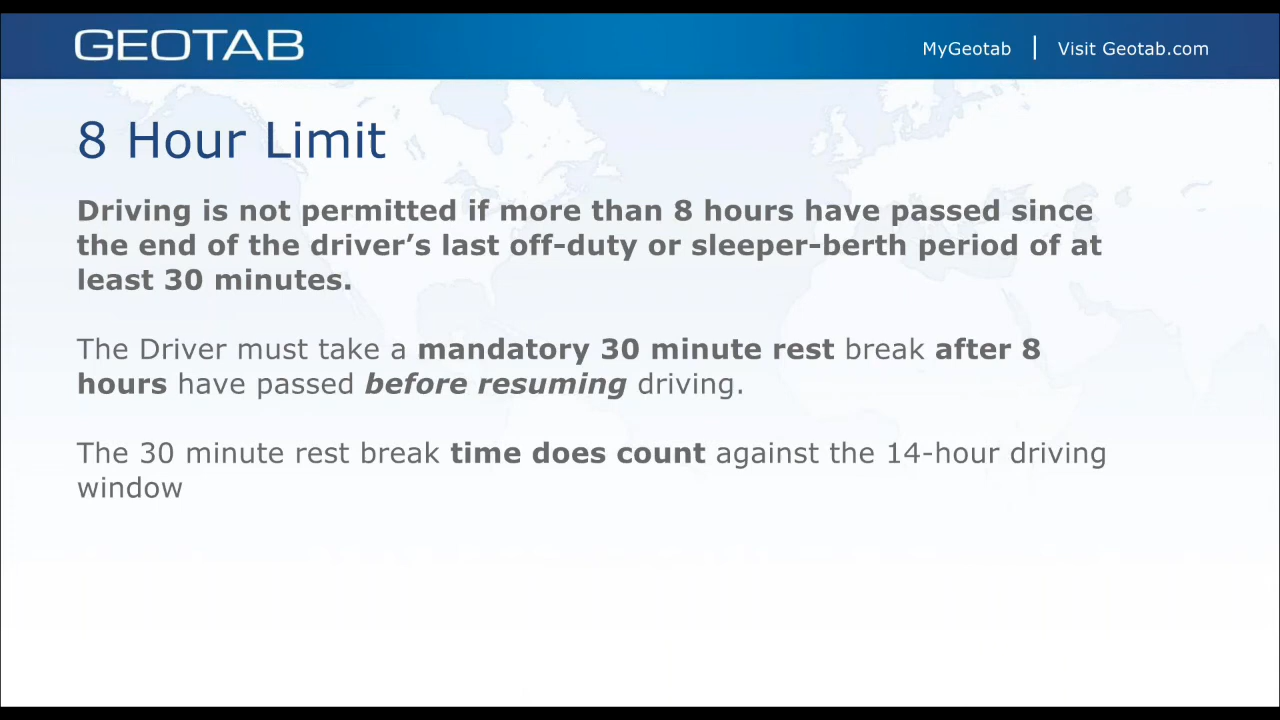 GEOTAB
MyGeotab | Visit Geotab.com
8 Hour Limit
Driving is not permitted if more than 8 hours have passed since
the end of the driver’s last off-duty or sleeper-berth period of at
least 30 minutes.
The Driver must take a mandatory 30 minute rest break after 8
hours have passed before resuming driving.
The 30 minute rest break time does count against the 14-hour driving
window